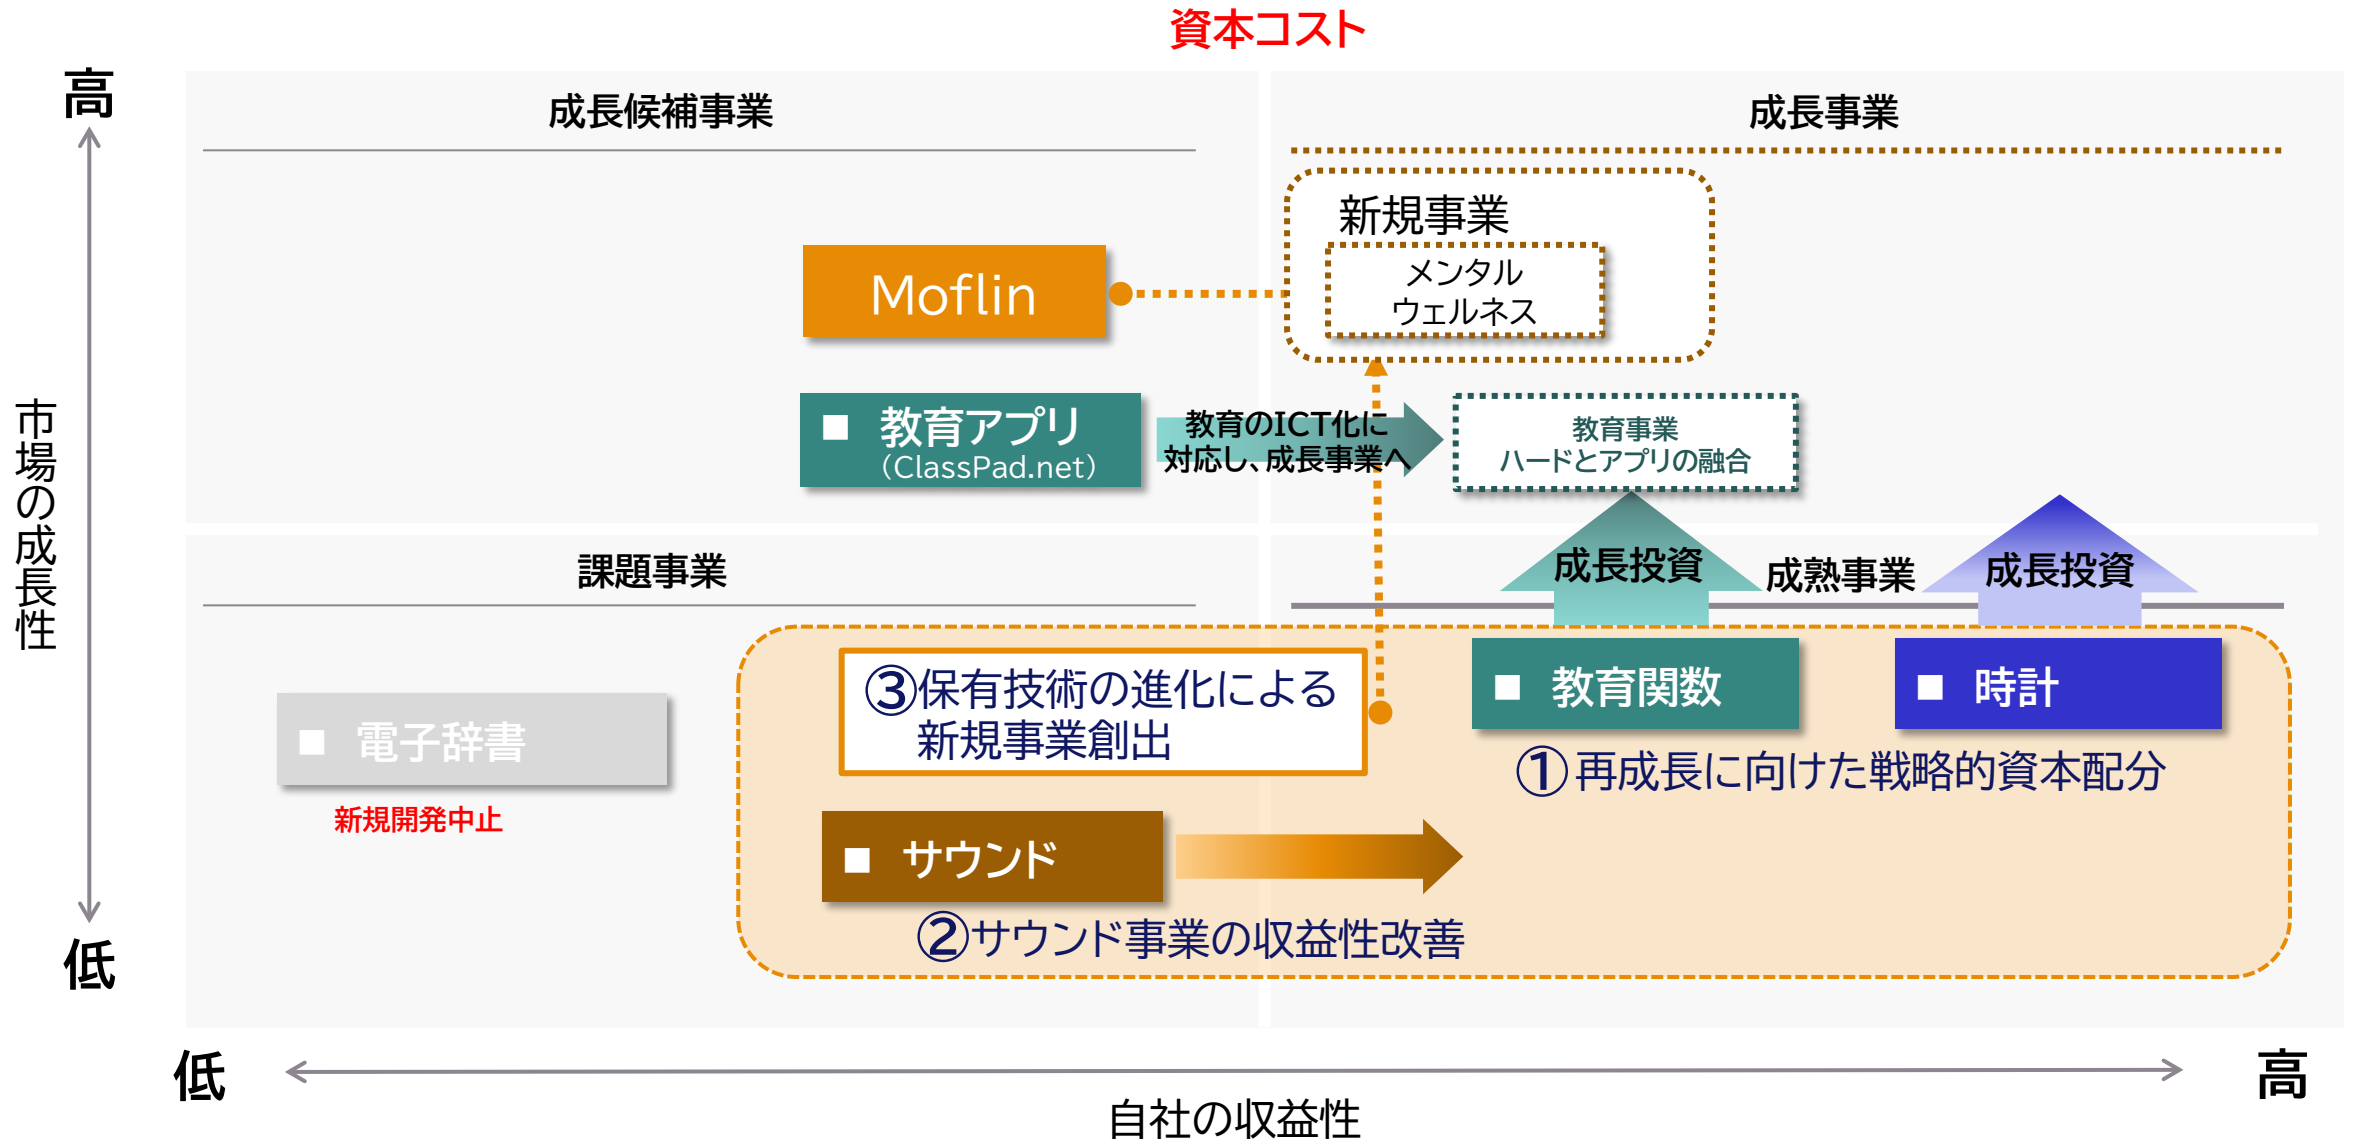 資本コスト
高
成長候補事業
成長事業
新規事業
メンタル
ウェルネス
Moflin
■ 教育アプリ
（ClassPad.net）
教育のICT化に
対応し、成長事業へ
教育事業
ハードとアプリの融合
市場の成長性
課題事業
成長投資
成熟事業
成長投資
③保有技術の進化による
新規事業創出
■ 教育関数
■ 時計
■ 電子辞書
新規開発中止
①再成長に向けた戦略的資本配分
■ サウンド
②サウンド事業の収益性改善
低
低
高
自社の収益性